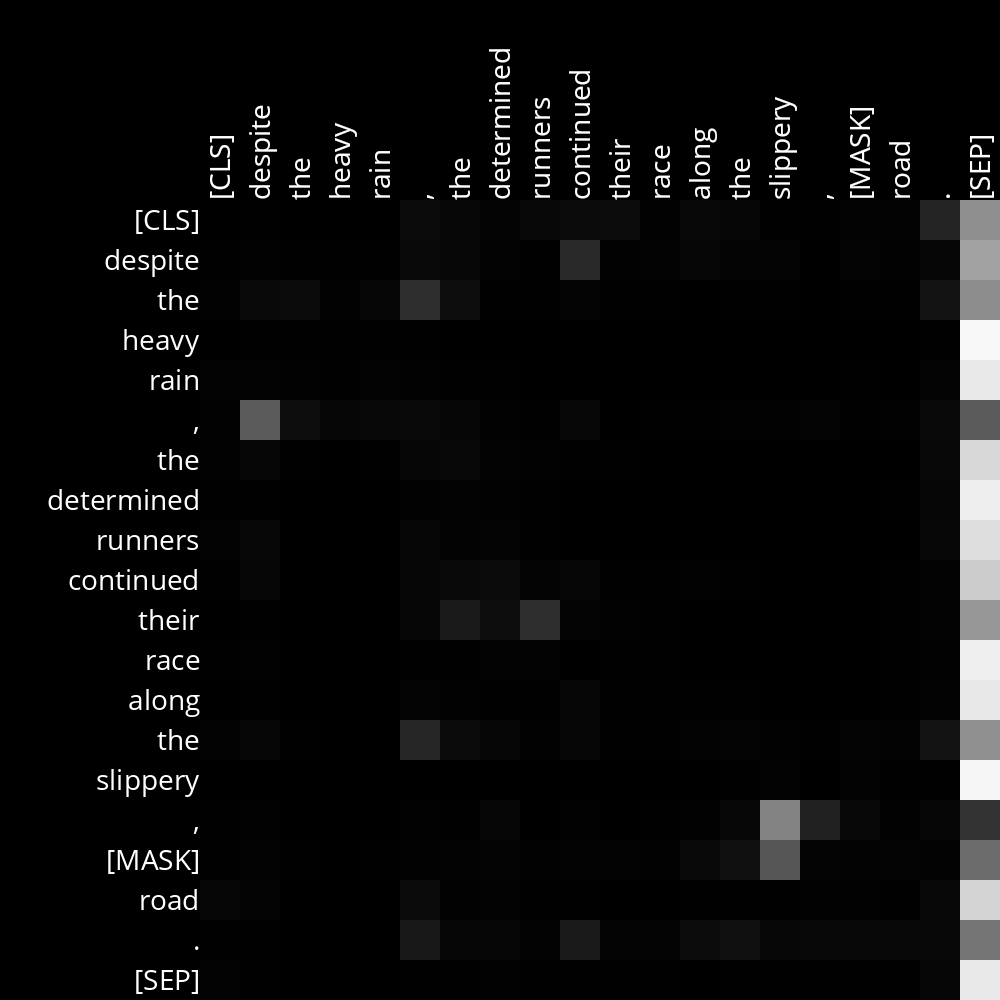 [CLS] despite the heavy rain , the determined runners continued their race along the slippery , [MASK] road . [SEP]
[CLS]
despite
the
heavy
rain
,
the
determined
runners
continued
their
race
along
the
slippery
,
[MASK]
road
.
[SEP]